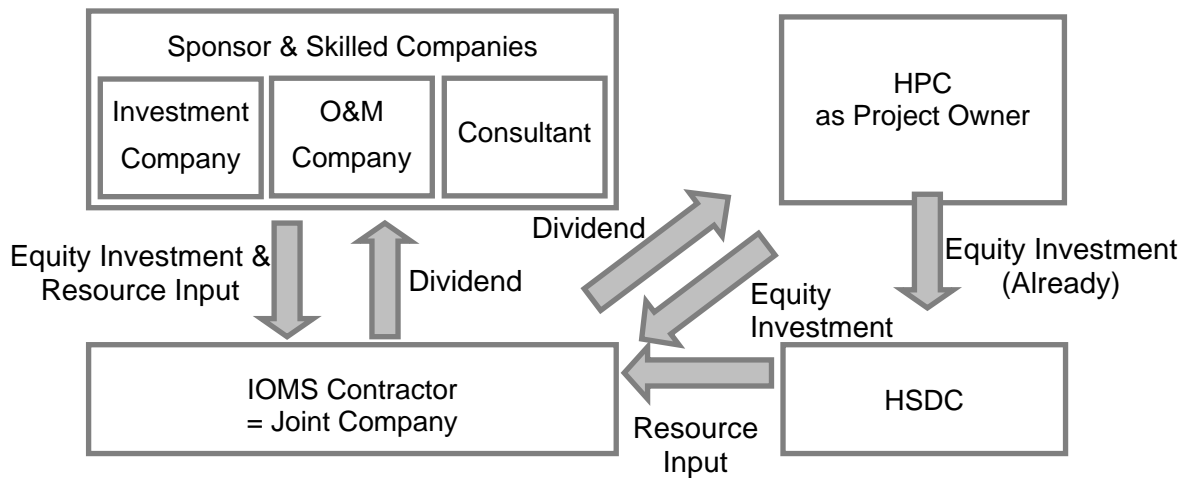 Sponsor & Skilled Companies
Investment
Company
O&M
Company
Consultant
HPC
as Project Owner
Equity Investment &
Resource Input
Dividend
Dividend
Equity
Investment
Equity Investment
(Already)
IOMS Contractor
= Joint Company
Resource
Input
HSDC